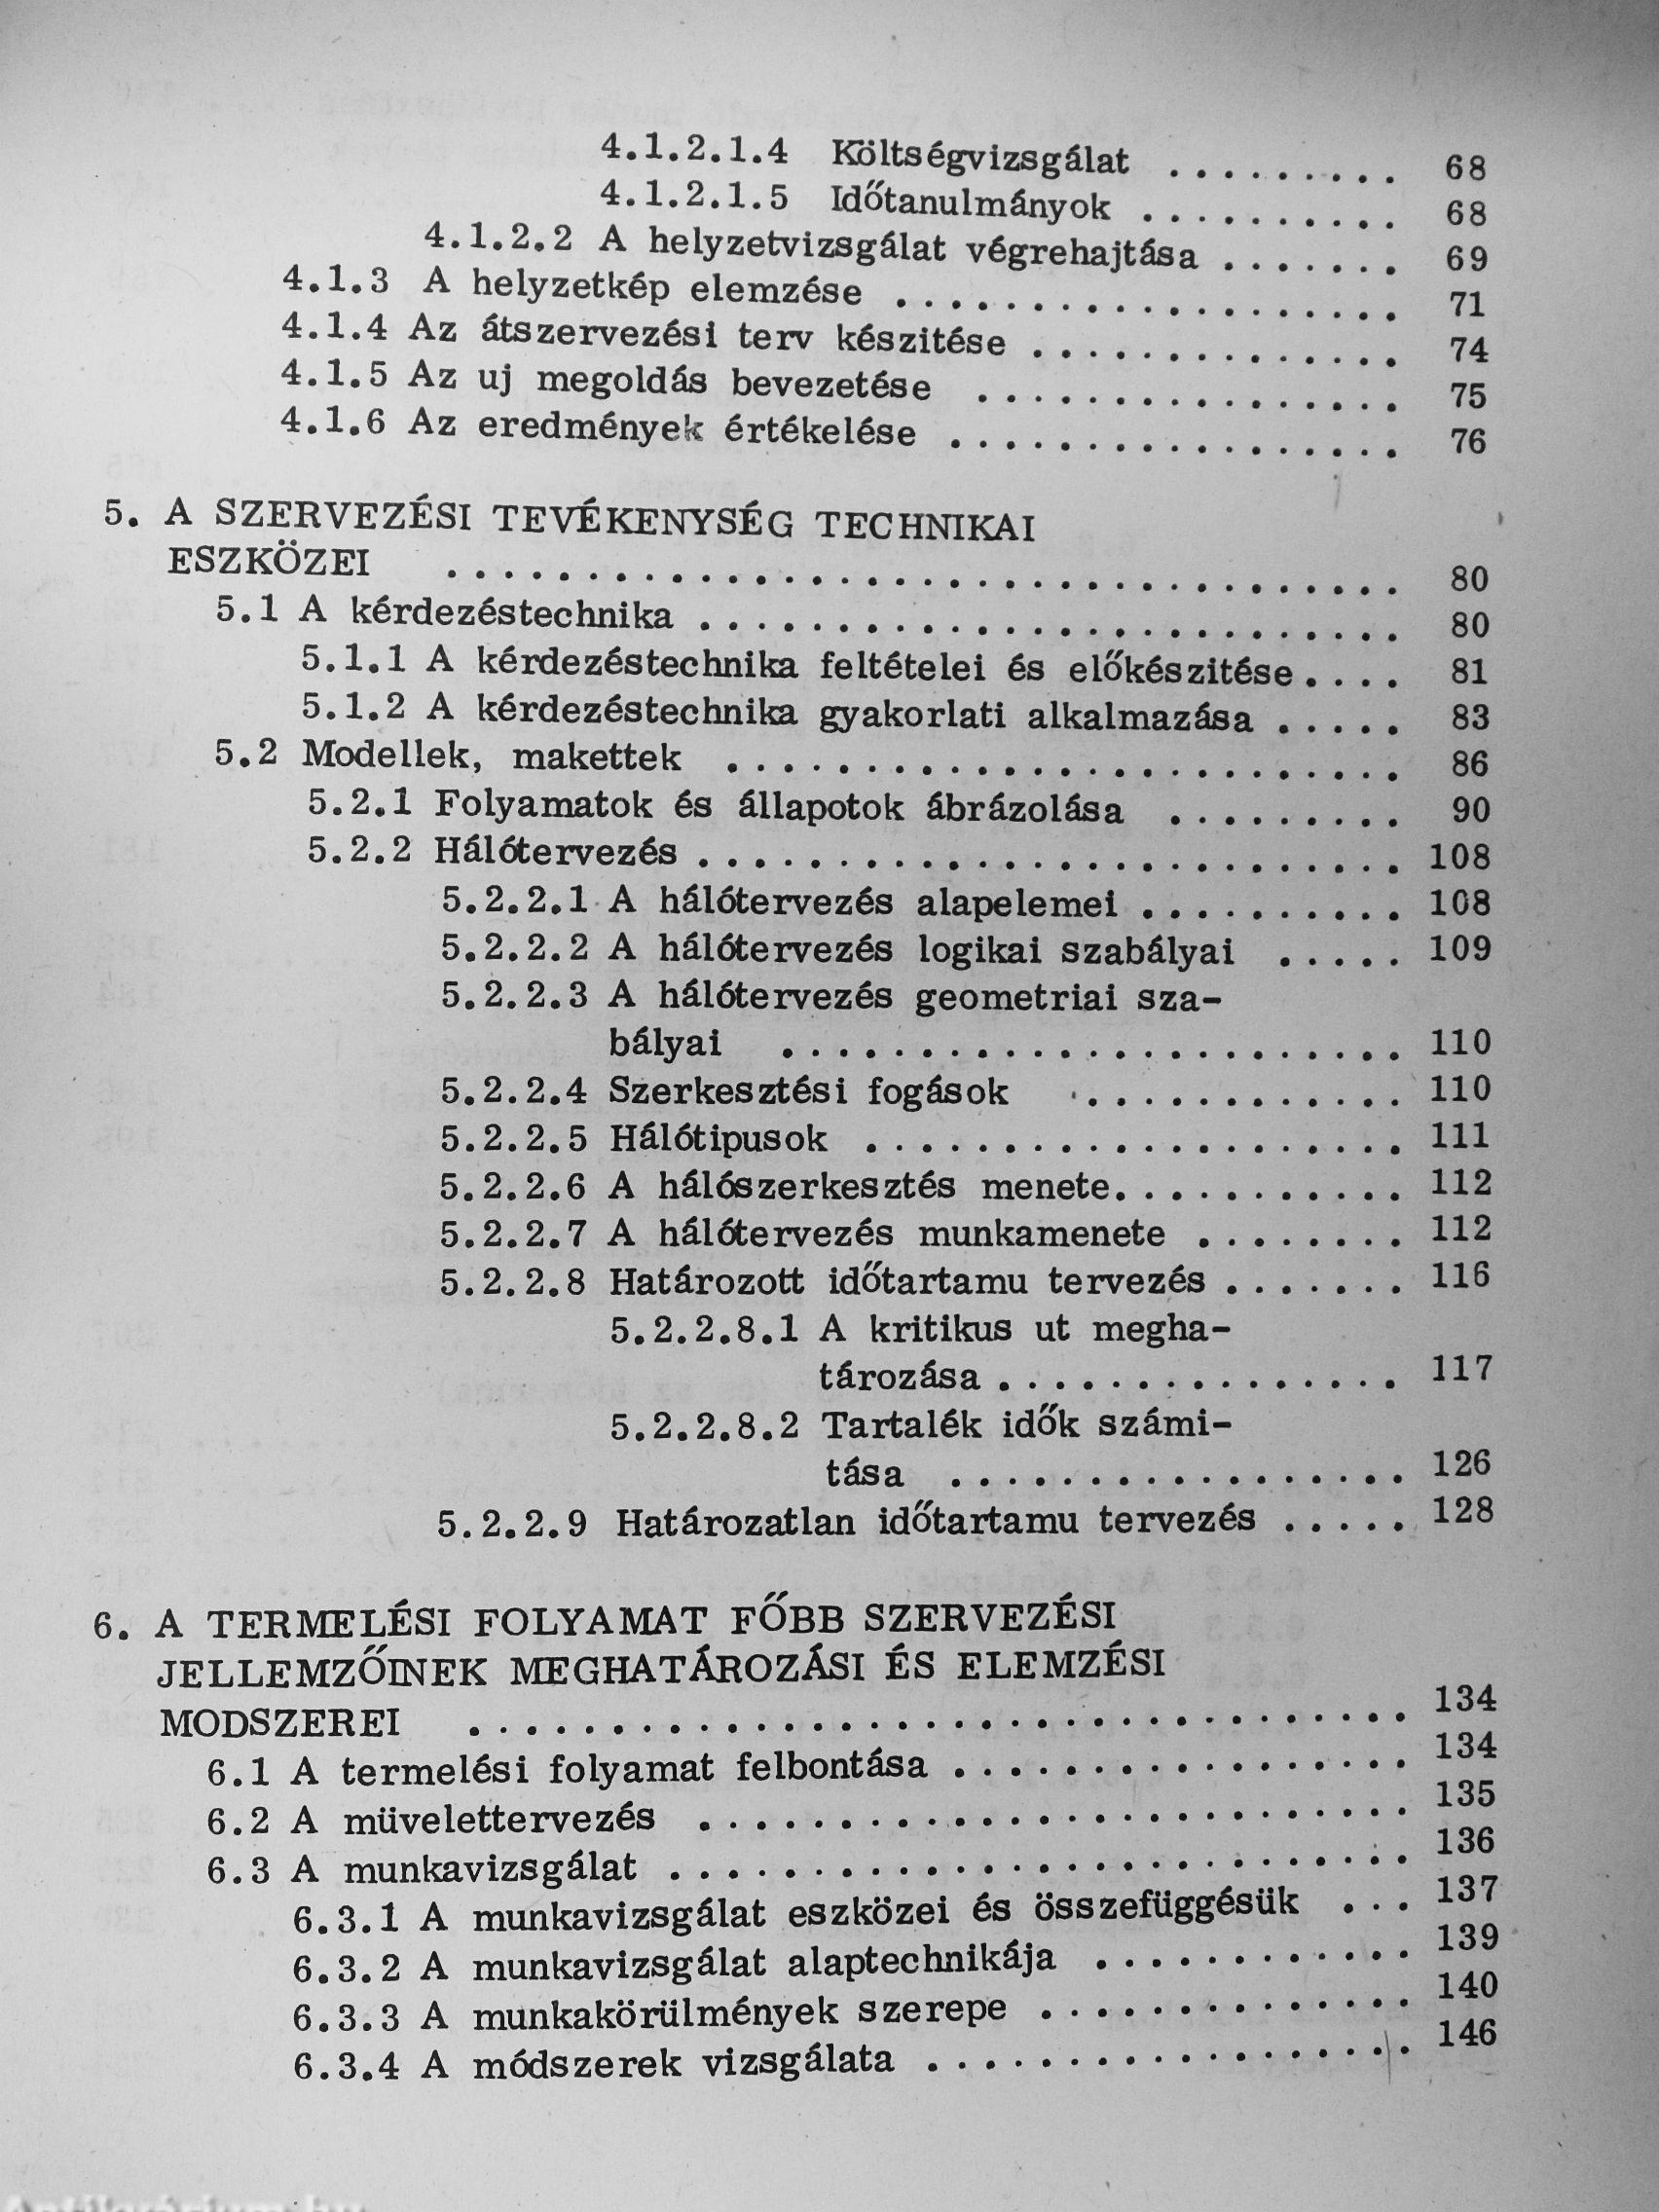 4.1.2.1.4 Költségvizsgálat ......... 68
4.1.2.1.5 Időtanulmányok .......... 68
4.1.2.2 A helyzetvizsgálat végrehajtása ....... 69
4.1.3 A helyzetkép elemzése .................. 71
4.1.4 Az átszervezési terv készitése .............. 74
4.1.5 Az uj megoldás bevezetése ................ 75
4.1.6 Az eredmények értékelése ................. 76
5. A SZERVEZÉSI TEVÉKENYSÉG TECHNIKAI
ESZKÖZEI ................................... 80
5.1 A kérdezéstechnika .......................... 80
5.1.1 A kérdezéstechnika feltételei és előkészitése.... 81
5.1.2 A kérdezéstechnika gyakorlati alkalmazása ..... 83
5.2 Modellek, makettek ......................... 86
5.2.1 Folyamatok és állapotok ábrázolása ......... 90
5.2.2 Hálótervezés .......................... 108
5.2.2.1 A hálótervezés alapelemei .......... 108
5.2.2.2 A hálótervezés logikai szabályai ..... 109
5.2.2.3 A hálótervezés geometriai sza-
bályai ....................... 110
5.2.2.4 Szerkesztési fogások ............ 110
5.2.2.5 Hálótipusok .................... 111
5.2.2.6 A hálószerkesztés menete........... 112
5.2.2.7 A hálótervezés munkamenete ........ 112
5.2.2.8 Határozott időtartamu tervezés ....... 116
5.2.2.8.1 A kritikus ut megha-
tározása ............... 117
5.2.2.8.2 Tartalék idők számi-
tása ................. 126
5.2.2.9 Határozatlan időtartamu tervezés ..... 128
6. A TERMELÉSI FOLYAMAT FŐBB SZERVEZÉSI
JELLEMZŐINEK MEGHATÁROZÁSI ÉS ELEMZÉSI
MODSZEREI .................................. 134
6.1 A termelési folyamat felbontása ................. 134
6.2 A müvelettervezés .......................... 135
6.3 A munkavizsgálat ........................... 136
6.3.1 A munkavizsgálat eszközei és összefüggésük ... 137
6.3.2 A munkavizsgálat alaptechnikája ............ 139
6.3.3 A munkakörülmények szerepe .............. 140
6.3.4 A módszerek vizsgálata .................. 146